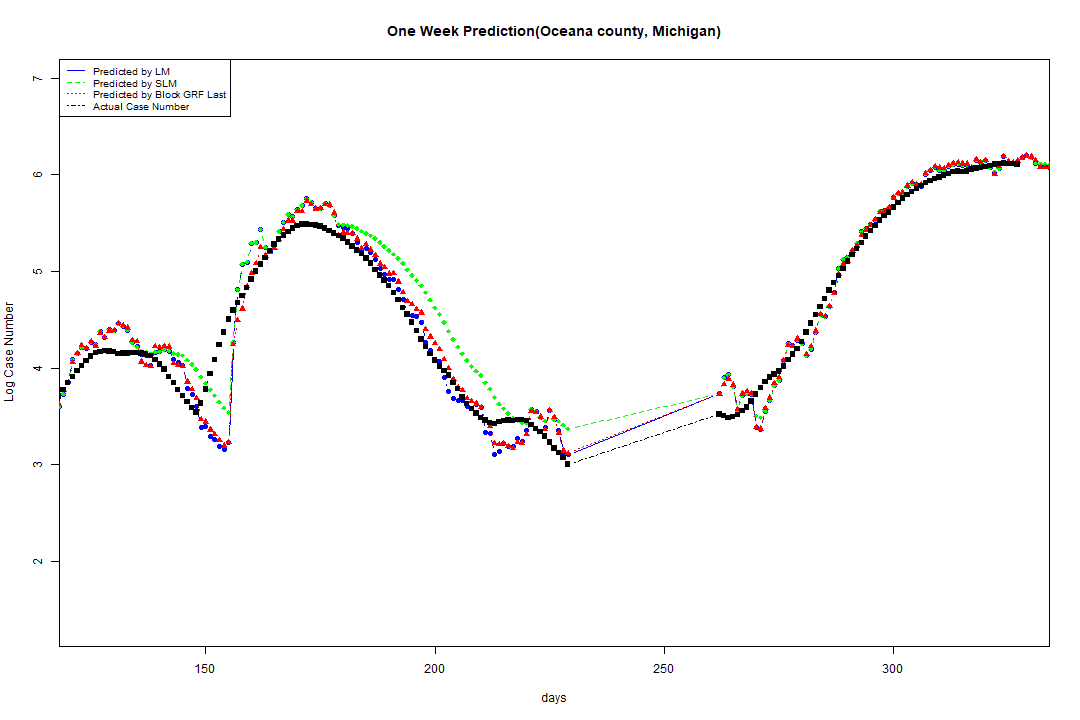 One Week Prediction(Oceana county, Michigan)
Predicted by LM
Predicted by SLM
Predicted by Block GRF Last
Actual Case Number
7
6
5
4
3
2
Log Case Number
150 200 250 300
days